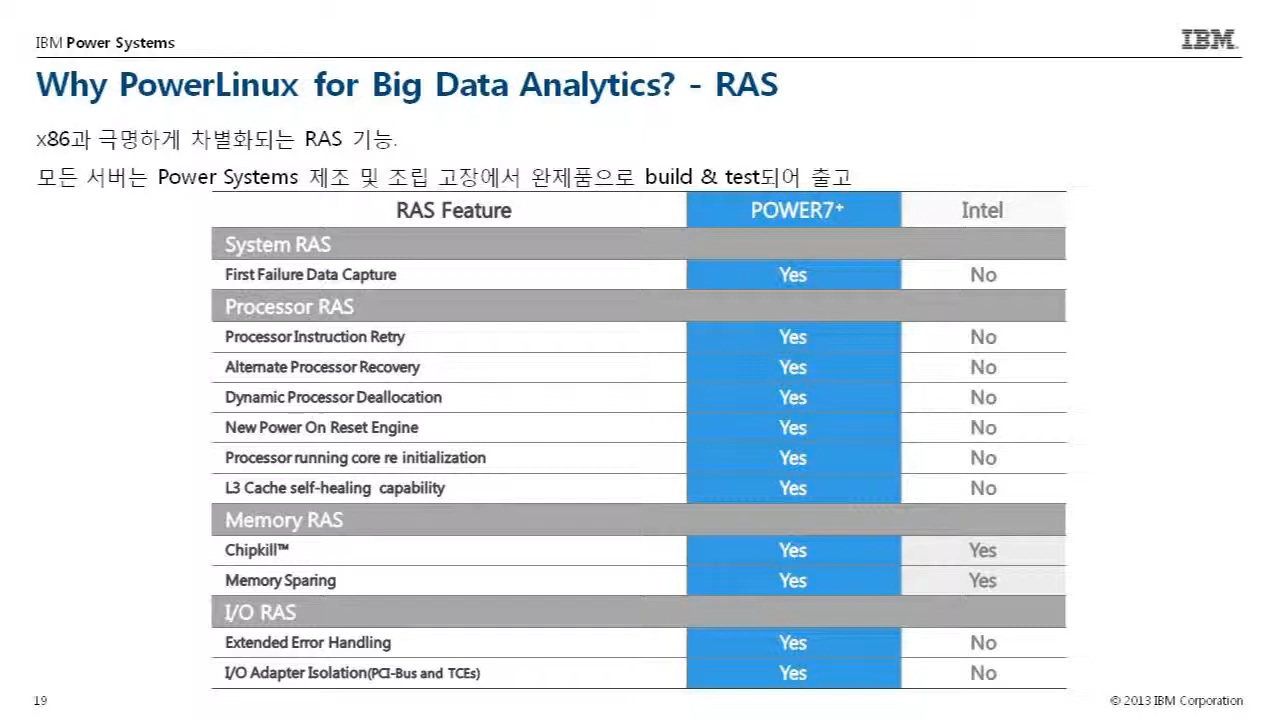 IBM Power Systems
IBM
Why PowerLinux for Big Data Analytics? - RAS
x86과 극명하게 차별화되는 RAS 기능.
모든 서버는 Power Systems 제조 및 조립 고장에서 완제품으로 build & test되어 출고
RAS Feature POWER7+ Intel
System RAS
First Failure Data Capture Yes No
Processor RAS
Processor Instruction Retry Yes No
Alternate Processor Recovery Yes No
Dynamic Processor Deallocation Yes No
New Power On Reset Engine Yes No
Processor running core re initialization Yes No
L3 Cache self-healing capability Yes No
Memory RAS
Chipkill™ Yes Yes
Memory Sparing Yes Yes
I/O RAS
Extended Error Handling Yes No
I/O Adapter Isolation(PCI-Bus and TCEs) Yes No
19
© 2013 IBM Corporation